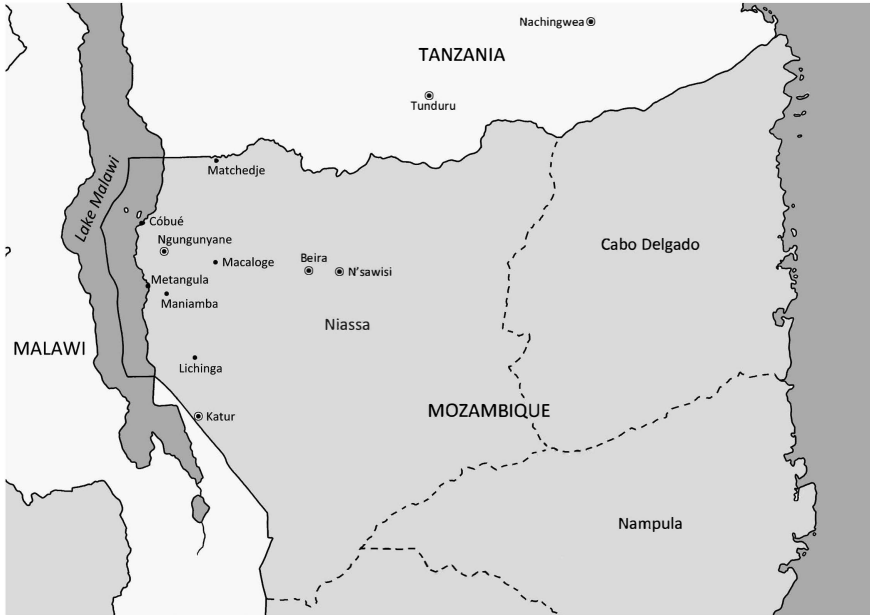 Nachingwea
TANZANIA
Tunduru
Matchedje
Lake Malawi
Cóbué
Ngungunyane
Cabo Delgado
Macaloge
Beira
N'sawisi
Metangula
Maniamba
Niassa
MALAWI
Lichinga
MOZAMBIQUE
Katur
Nampula